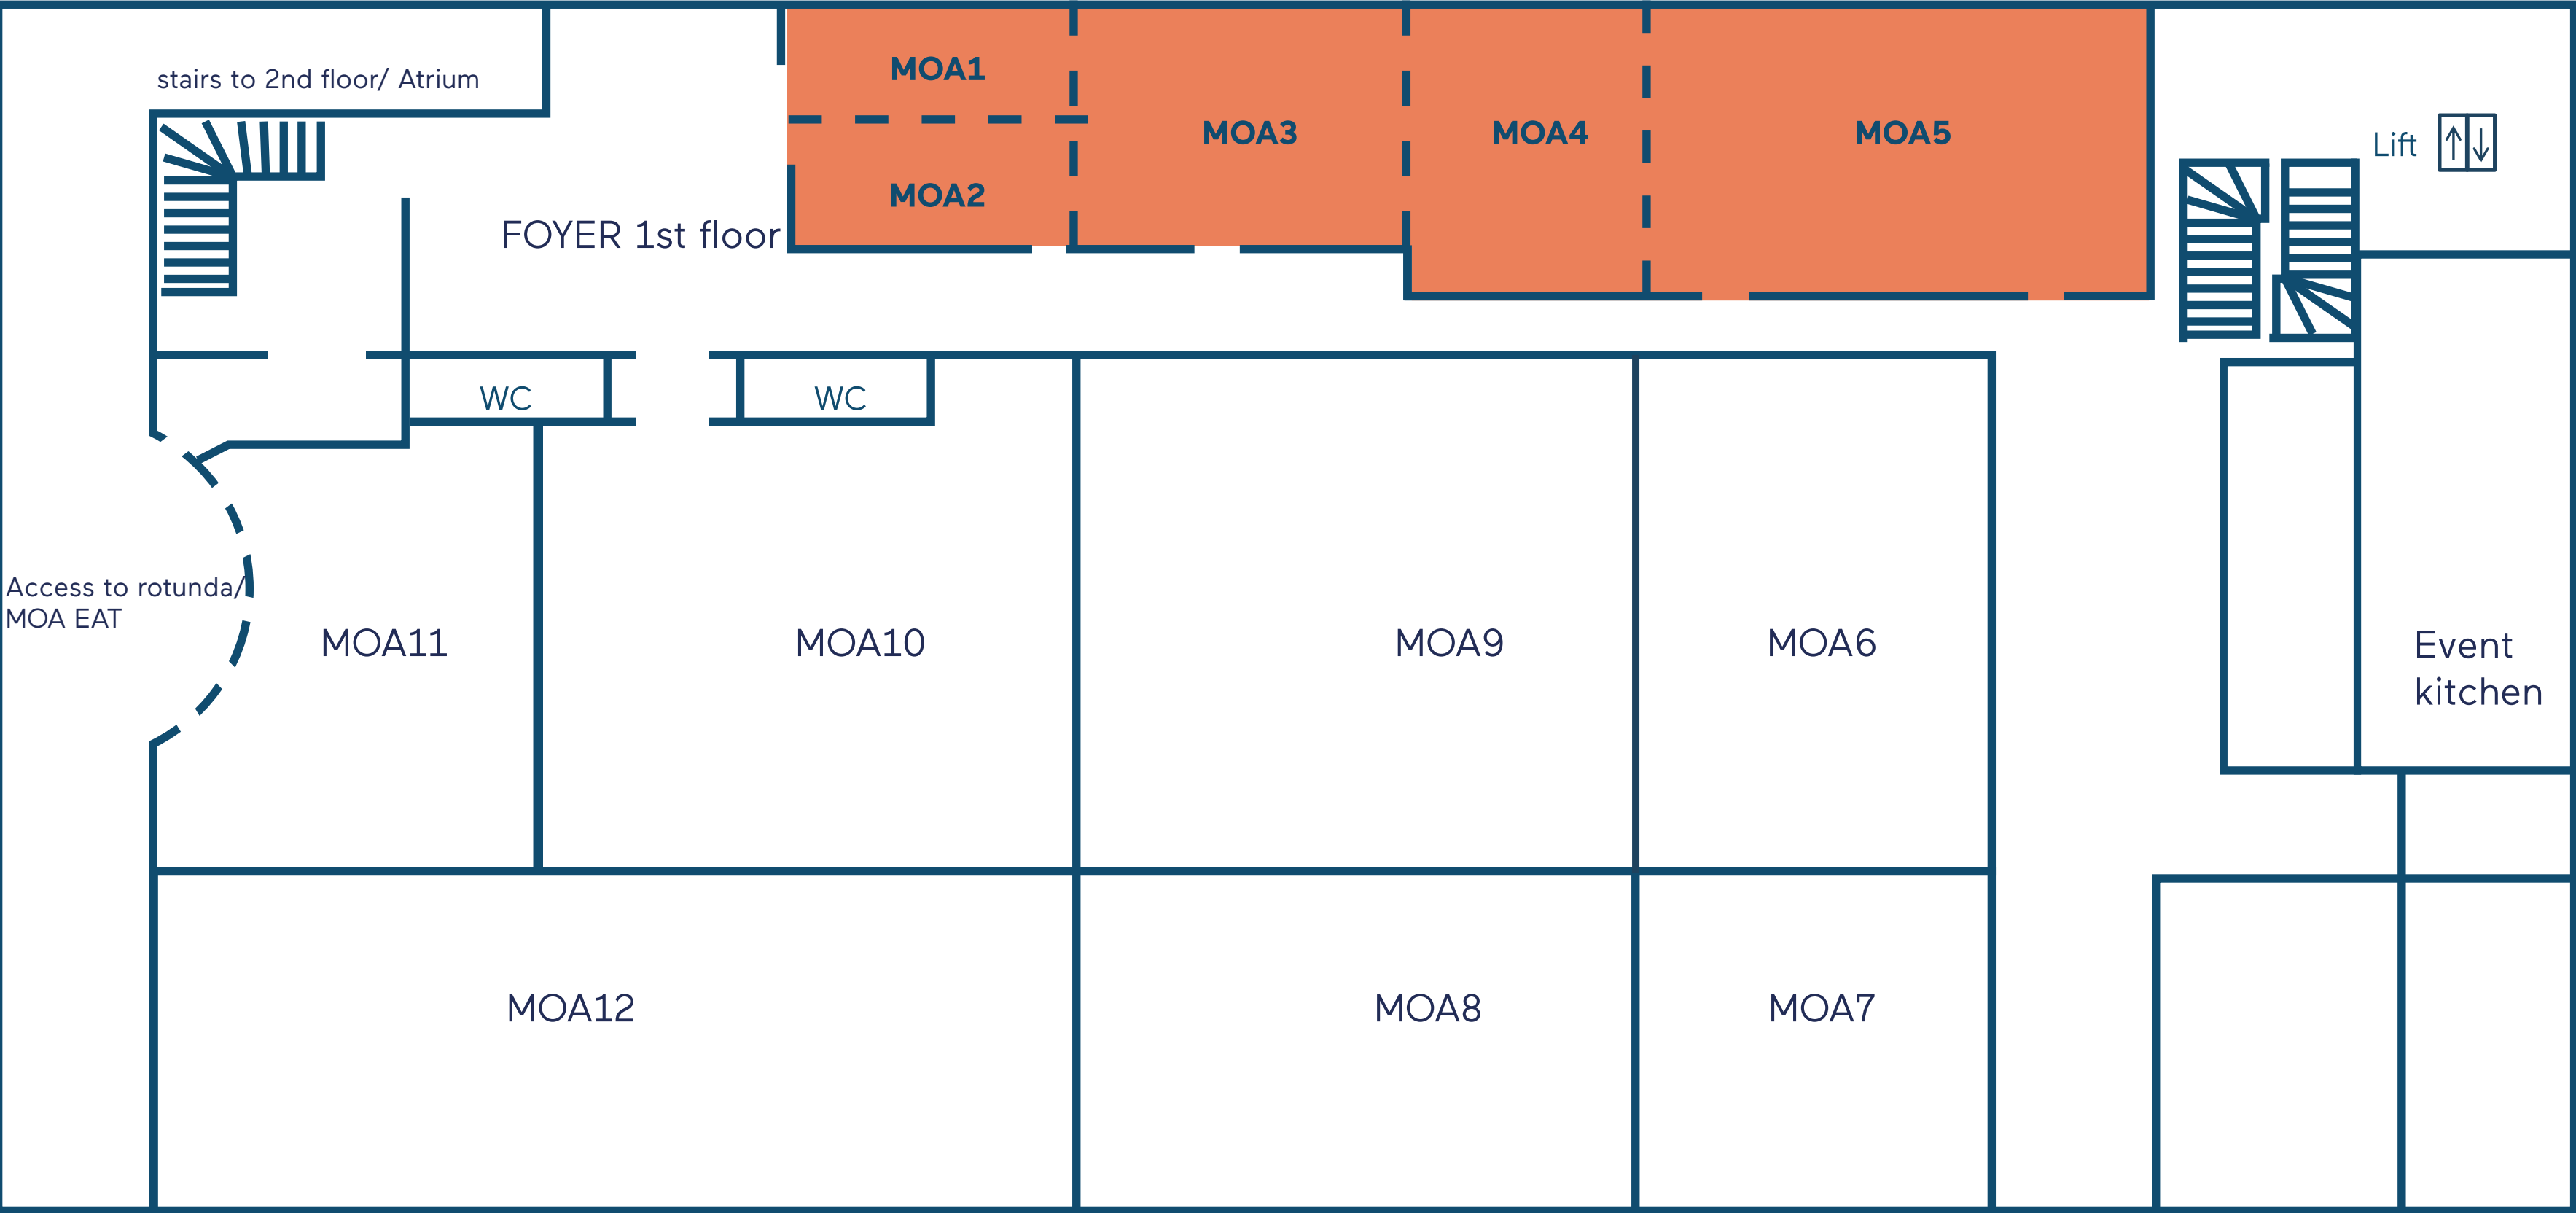 stairs to 2nd floor/ Atrium
MOA1
MOA2
MOA3
MOA4
MOA5
Lift
FOYER 1st floor
WC
WC
Access to rotunda/
MOA EAT
MOA11
MOA10
MOA9
MOA6
Event
kitchen
MOA12
MOA8
MOA7